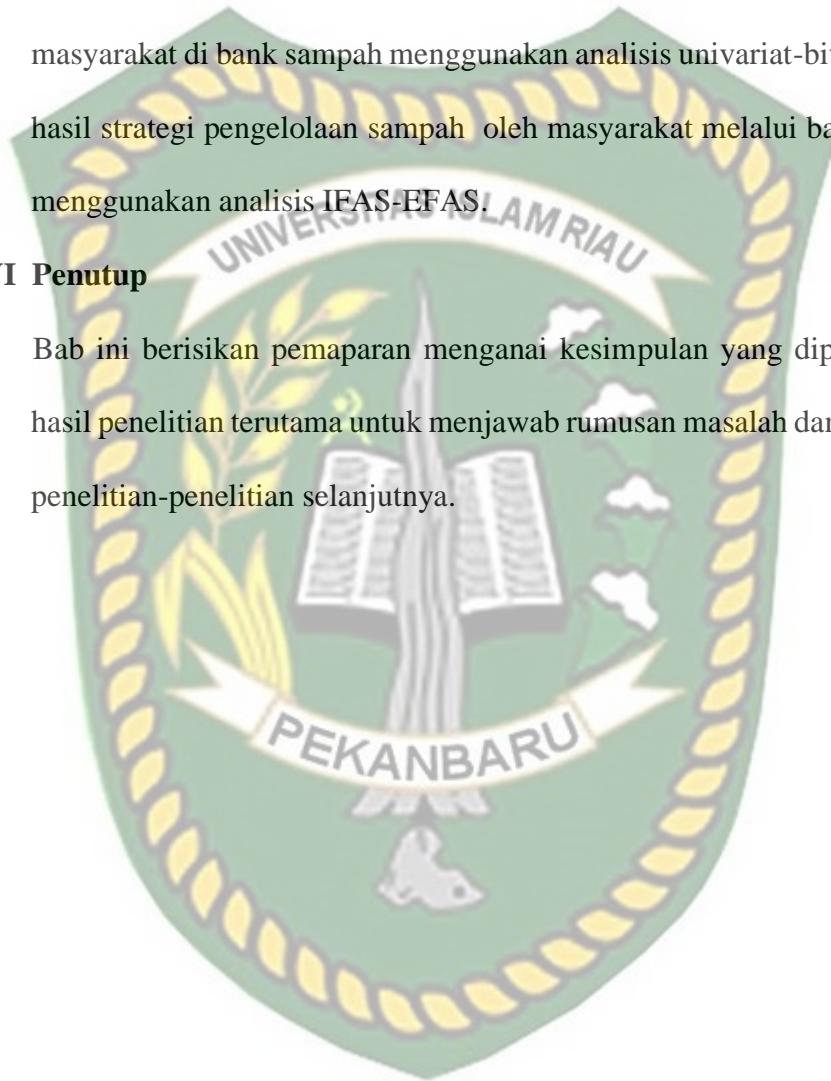 masyarakat di bank sampah menggunakan analisis univariat-biv
hasil strategi pengelolaan sampah oleh masyarakat melalui ba
menggunakan analisis IFAS-EFAS.
UNIVERSITAS ISLAM RIAU
VI Penutup
Bab ini berisikan pemaparan menganai kesimpulan yang dip
hasil penelitian terutama untuk menjawab rumusan masalah dan
penelitian-penelitian selanjutnya.
PEKANBARU